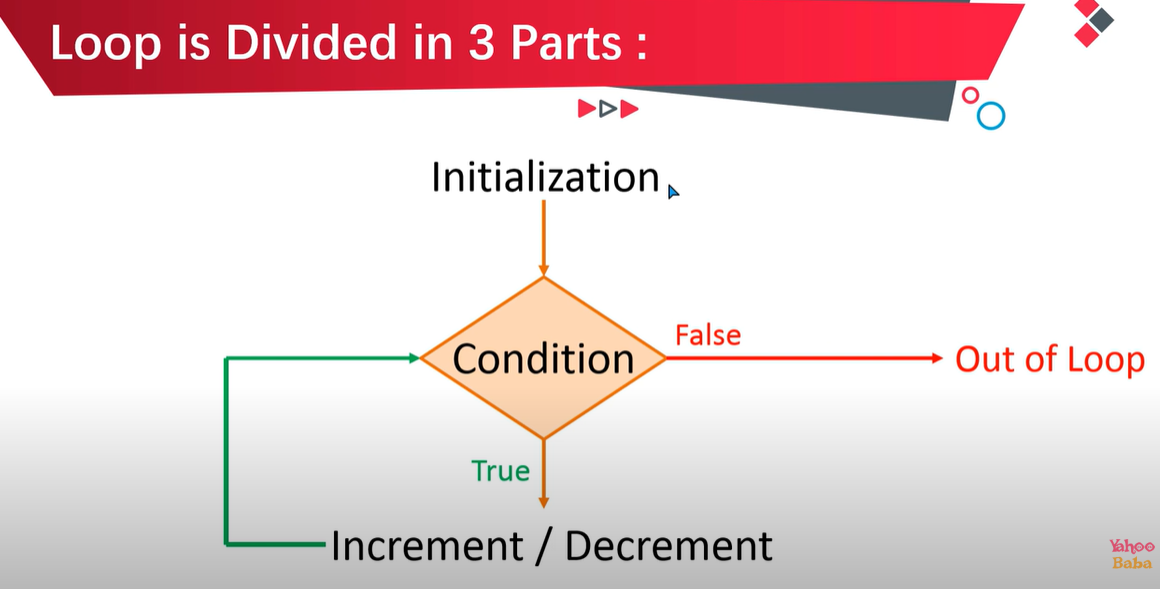 Loop is Divided in 3 Parts :
Initialization
Condition
False
Out of Loop
True
Increment / Decrement
Yahoo
Baba